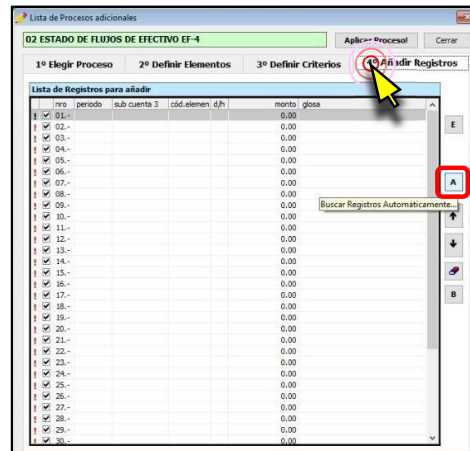 Lista de Procesos adicionales
02 ESTADO DE FLUJOS DE EFECTIVO EF-4 Aplicar Proceso! Cerrar
1º Elegir Proceso 2º Definir Elementos 3º Definir Criterios 4º Añadir Registros
Lista de Registros para añadir
nro periodo sub cuenta 3 cód.elemen d/h monto glosa
! 01.- 0.00
! 02.- 0.00
E
! 03.- 0.00
! 04.- 0.00
! 05.- 0.00
! 06.- 0.00
! 07.- 0.00
A
! 08.- 0.00
! 09.- 0.00
Buscar Registros Automáticamente...
! 10.- 0.00
! 11.- 0.00
! 12.- 0.00
! 13.- 0.00
! 14.- 0.00
! 15.- 0.00
! 16.- 0.00
! 17.- 0.00
B
! 18.- 0.00
! 19.- 0.00
! 20.- 0.00
! 21.- 0.00
! 22.- 0.00
! 23.- 0.00
! 24.- 0.00
! 25.- 0.00
! 26.- 0.00
! 27.- 0.00
! 28.- 0.00
! 29.- 0.00
! 30.- 0.00